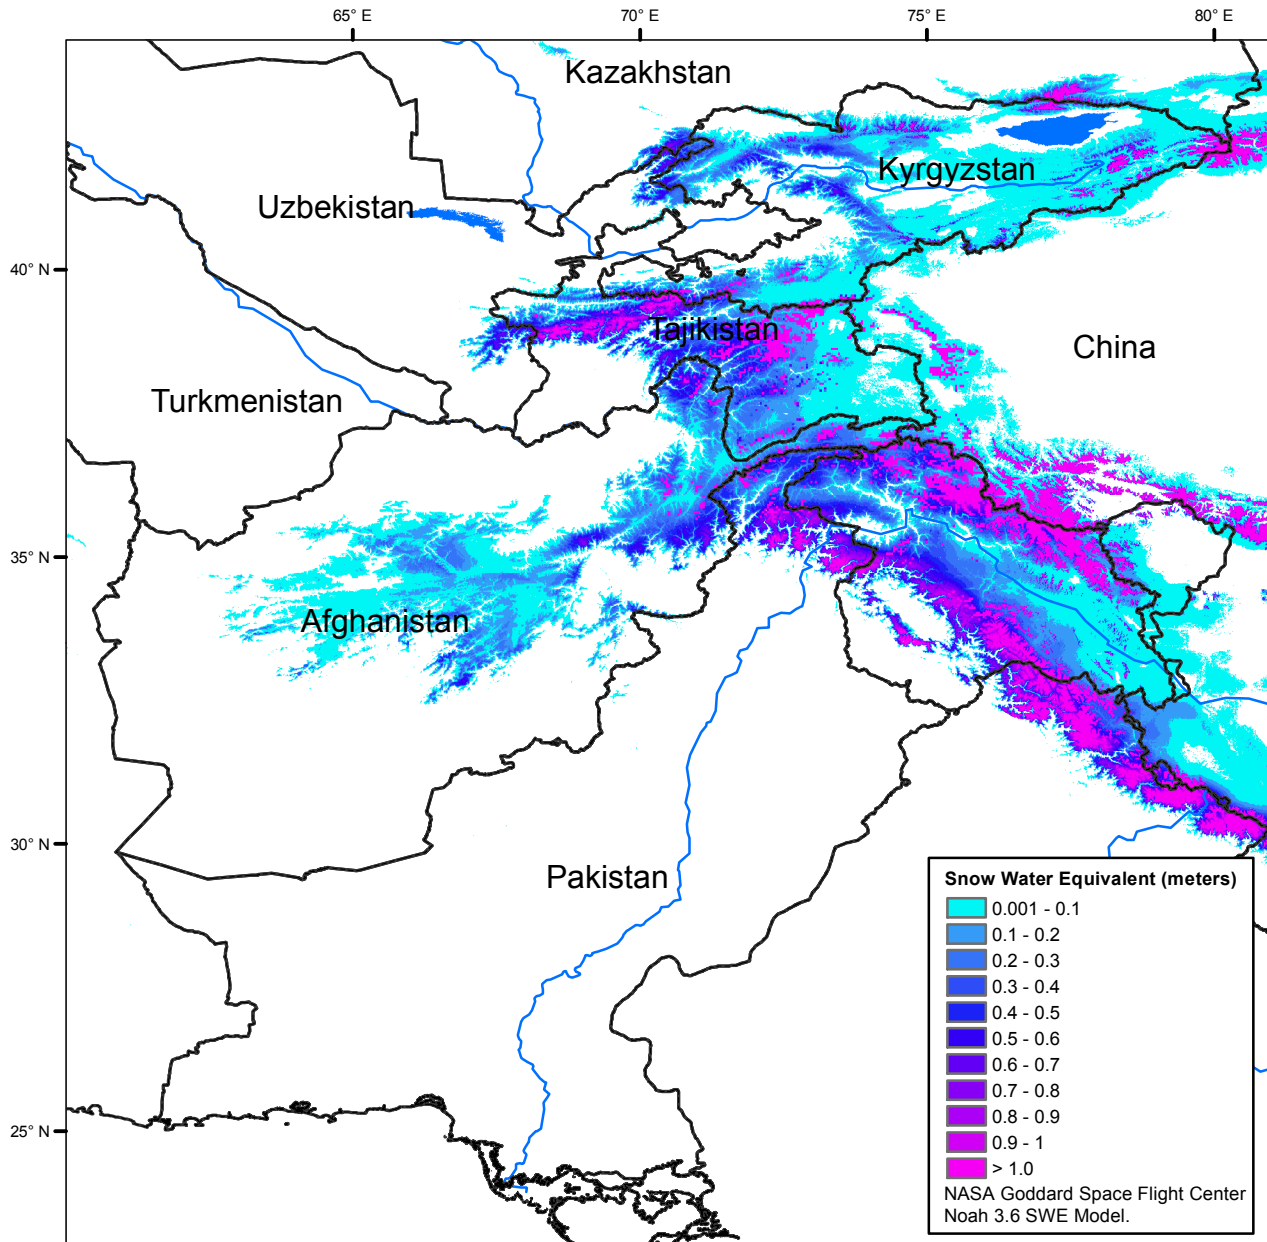 65° E
70° E
75° E
80° E
Kazakhstan
Kyrgyzstan
Uzbekistan
40° N
Tajikistan
China
Turkmenistan
35° N
Afghanistan
30° N
Pakistan
25° N
Snow Water Equivalent (meters)
0.001 - 0.1
0.1 - 0.2
0.2 - 0.3
0.3 - 0.4
0.4 - 0.5
0.5 - 0.6
0.6 - 0.7
0.7 - 0.8
0.8 - 0.9
0.9 - 1
> 1.0
NASA Goddard Space Flight Center
Noah 3.6 SWE Model.